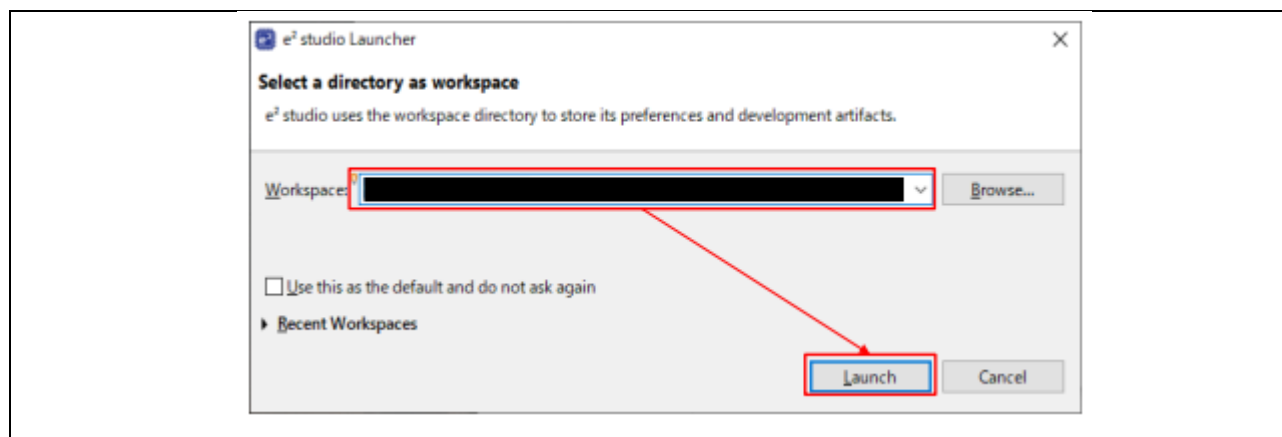 e² studio Launcher
Select a directory as workspace
e² studio uses the workspace directory to store its preferences and development artifacts.
Workspace: Browse...
Use this as the default and do not ask again
Recent Workspaces
Launch Cancel